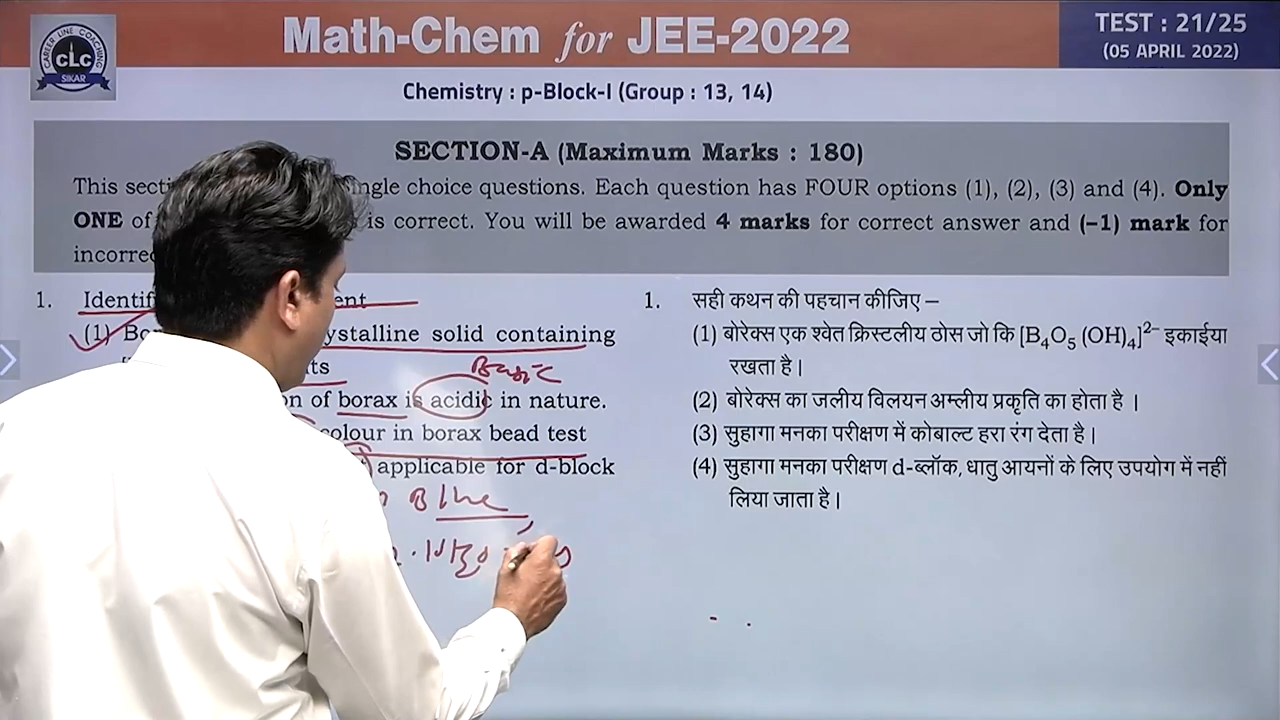 CAREER LINE COACHING
CLC
SIKAR
Math-Chem for JEE-2022
TEST : 21/25
(05 APRIL 2022)
Chemistry : p-Block-I (Group : 13, 14)
SECTION-A (Maximum Marks : 180)
This ngle choice questions. Each question has FOUR options (1), (2), (3) and (4). Only
ONE of is correct. You will be awarded 4 marks for correct answer and (–1) mark for
incorrec
1. Identif ent
(1) Bor ystalline solid containing
ts
Basic
on of borax is acidic in nature.
colour in borax bead test
applicable for d-block
Blue
1. सही कथन की पहचान कीजिए –
(1) बोरेक्स एक श्वेत क्रिस्टलीय ठोस जो कि [B₄O₅(OH)₄]²⁻ इकाईया
रखता है।
(2) बोरेक्स का जलीय विलयन अम्लीय प्रकृति का होता है ।
(3) सुहागा मनका परीक्षण में कोबाल्ट हरा रंग देता है।
(4) सुहागा मनका परीक्षण d-ब्लॉक, धातु आयनों के लिए उपयोग में नहीं
लिया जाता है।